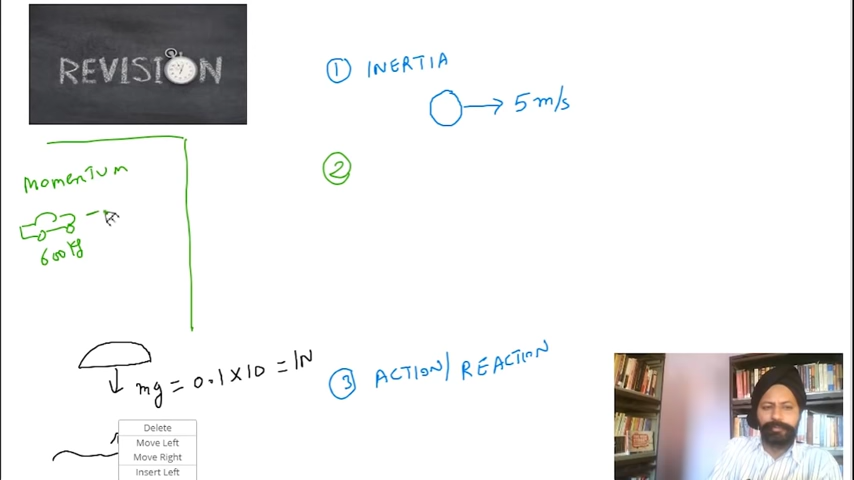 REVISION
① INERTIA
5 m/s
②
Momentum
600 kg
mg = 0.1 × 10 = 1N
③ ACTION/REACTION
Delete
Move Left
Move Right
Insert Left